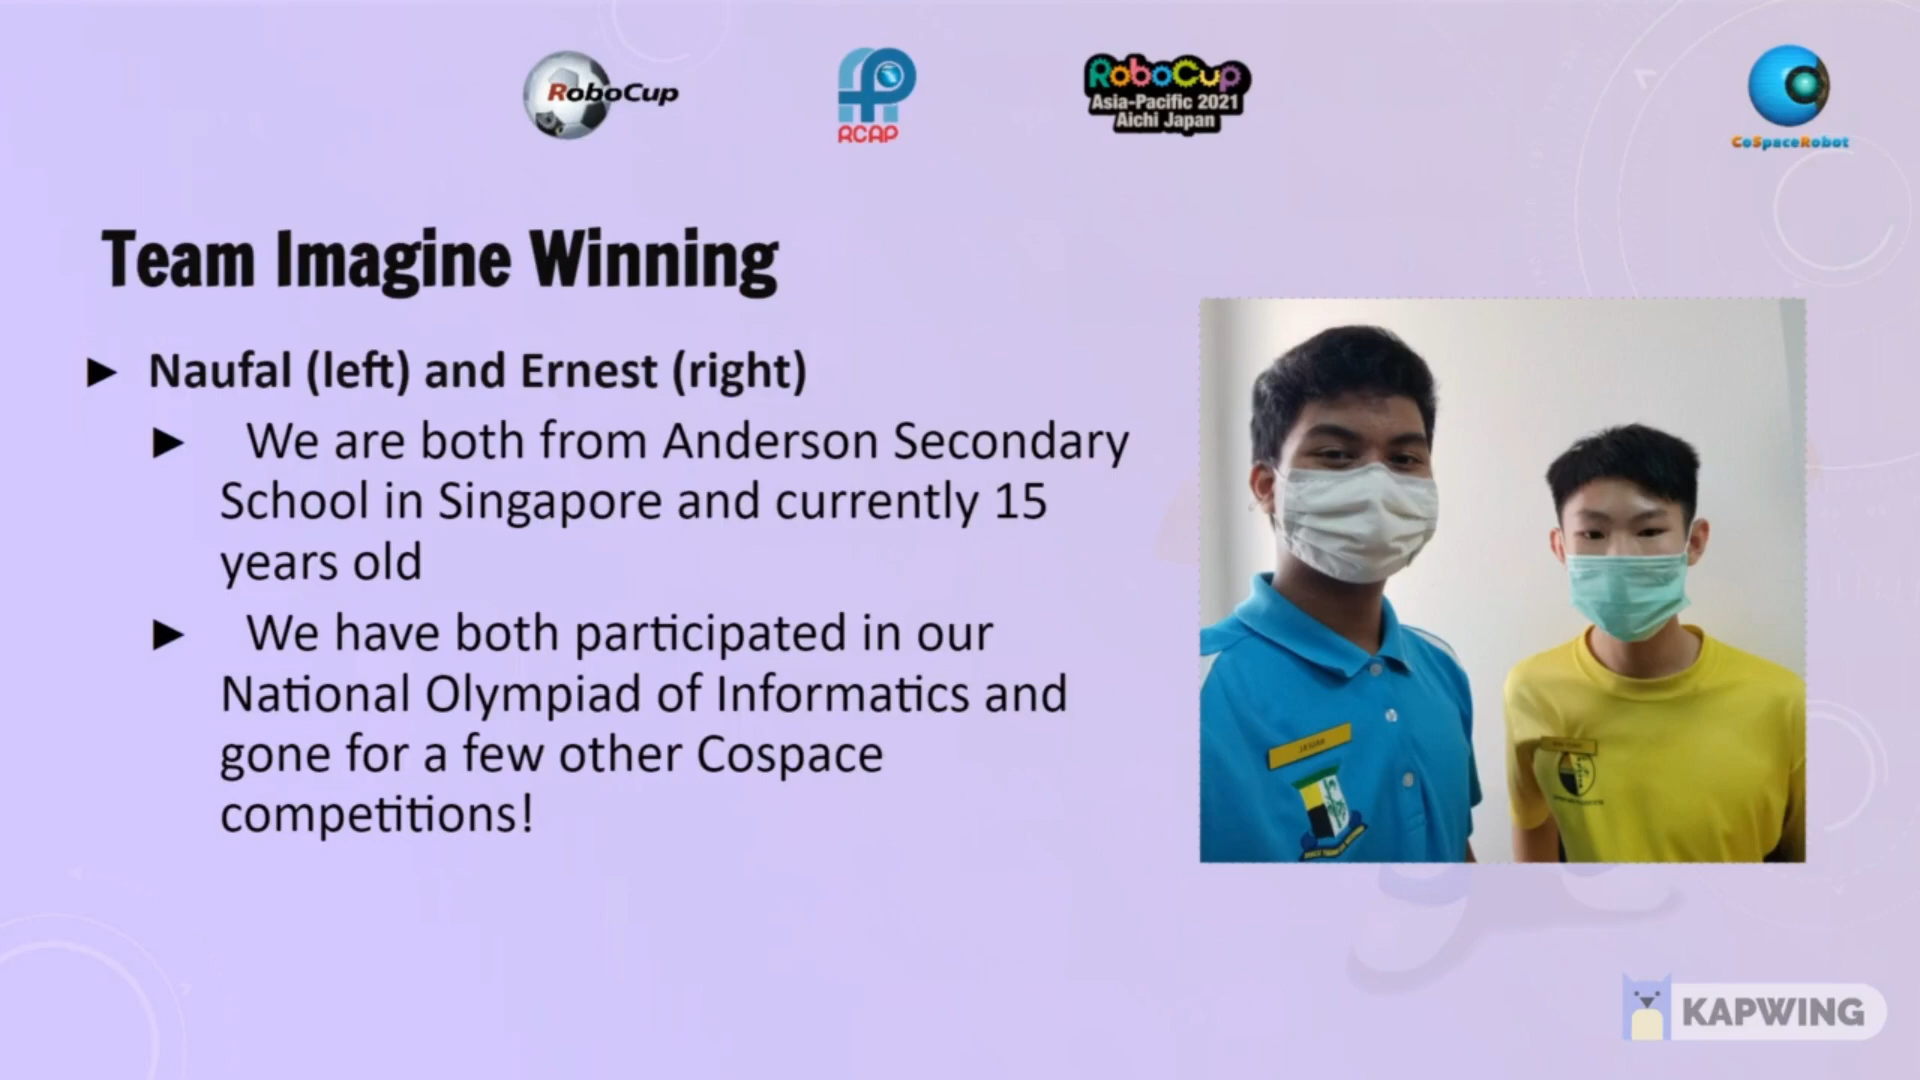 RoboCup
RCAP
RoboCup
Asia-Pacific 2021
Aichi Japan
CoSpaceRobot
Team Imagine Winning
Naufal (left) and Ernest (right)
We are both from Anderson Secondary
School in Singapore and currently 15
years old
We have both participated in our
National Olympiad of Informatics and
gone for a few other Cospace
competitions!
KAPWING